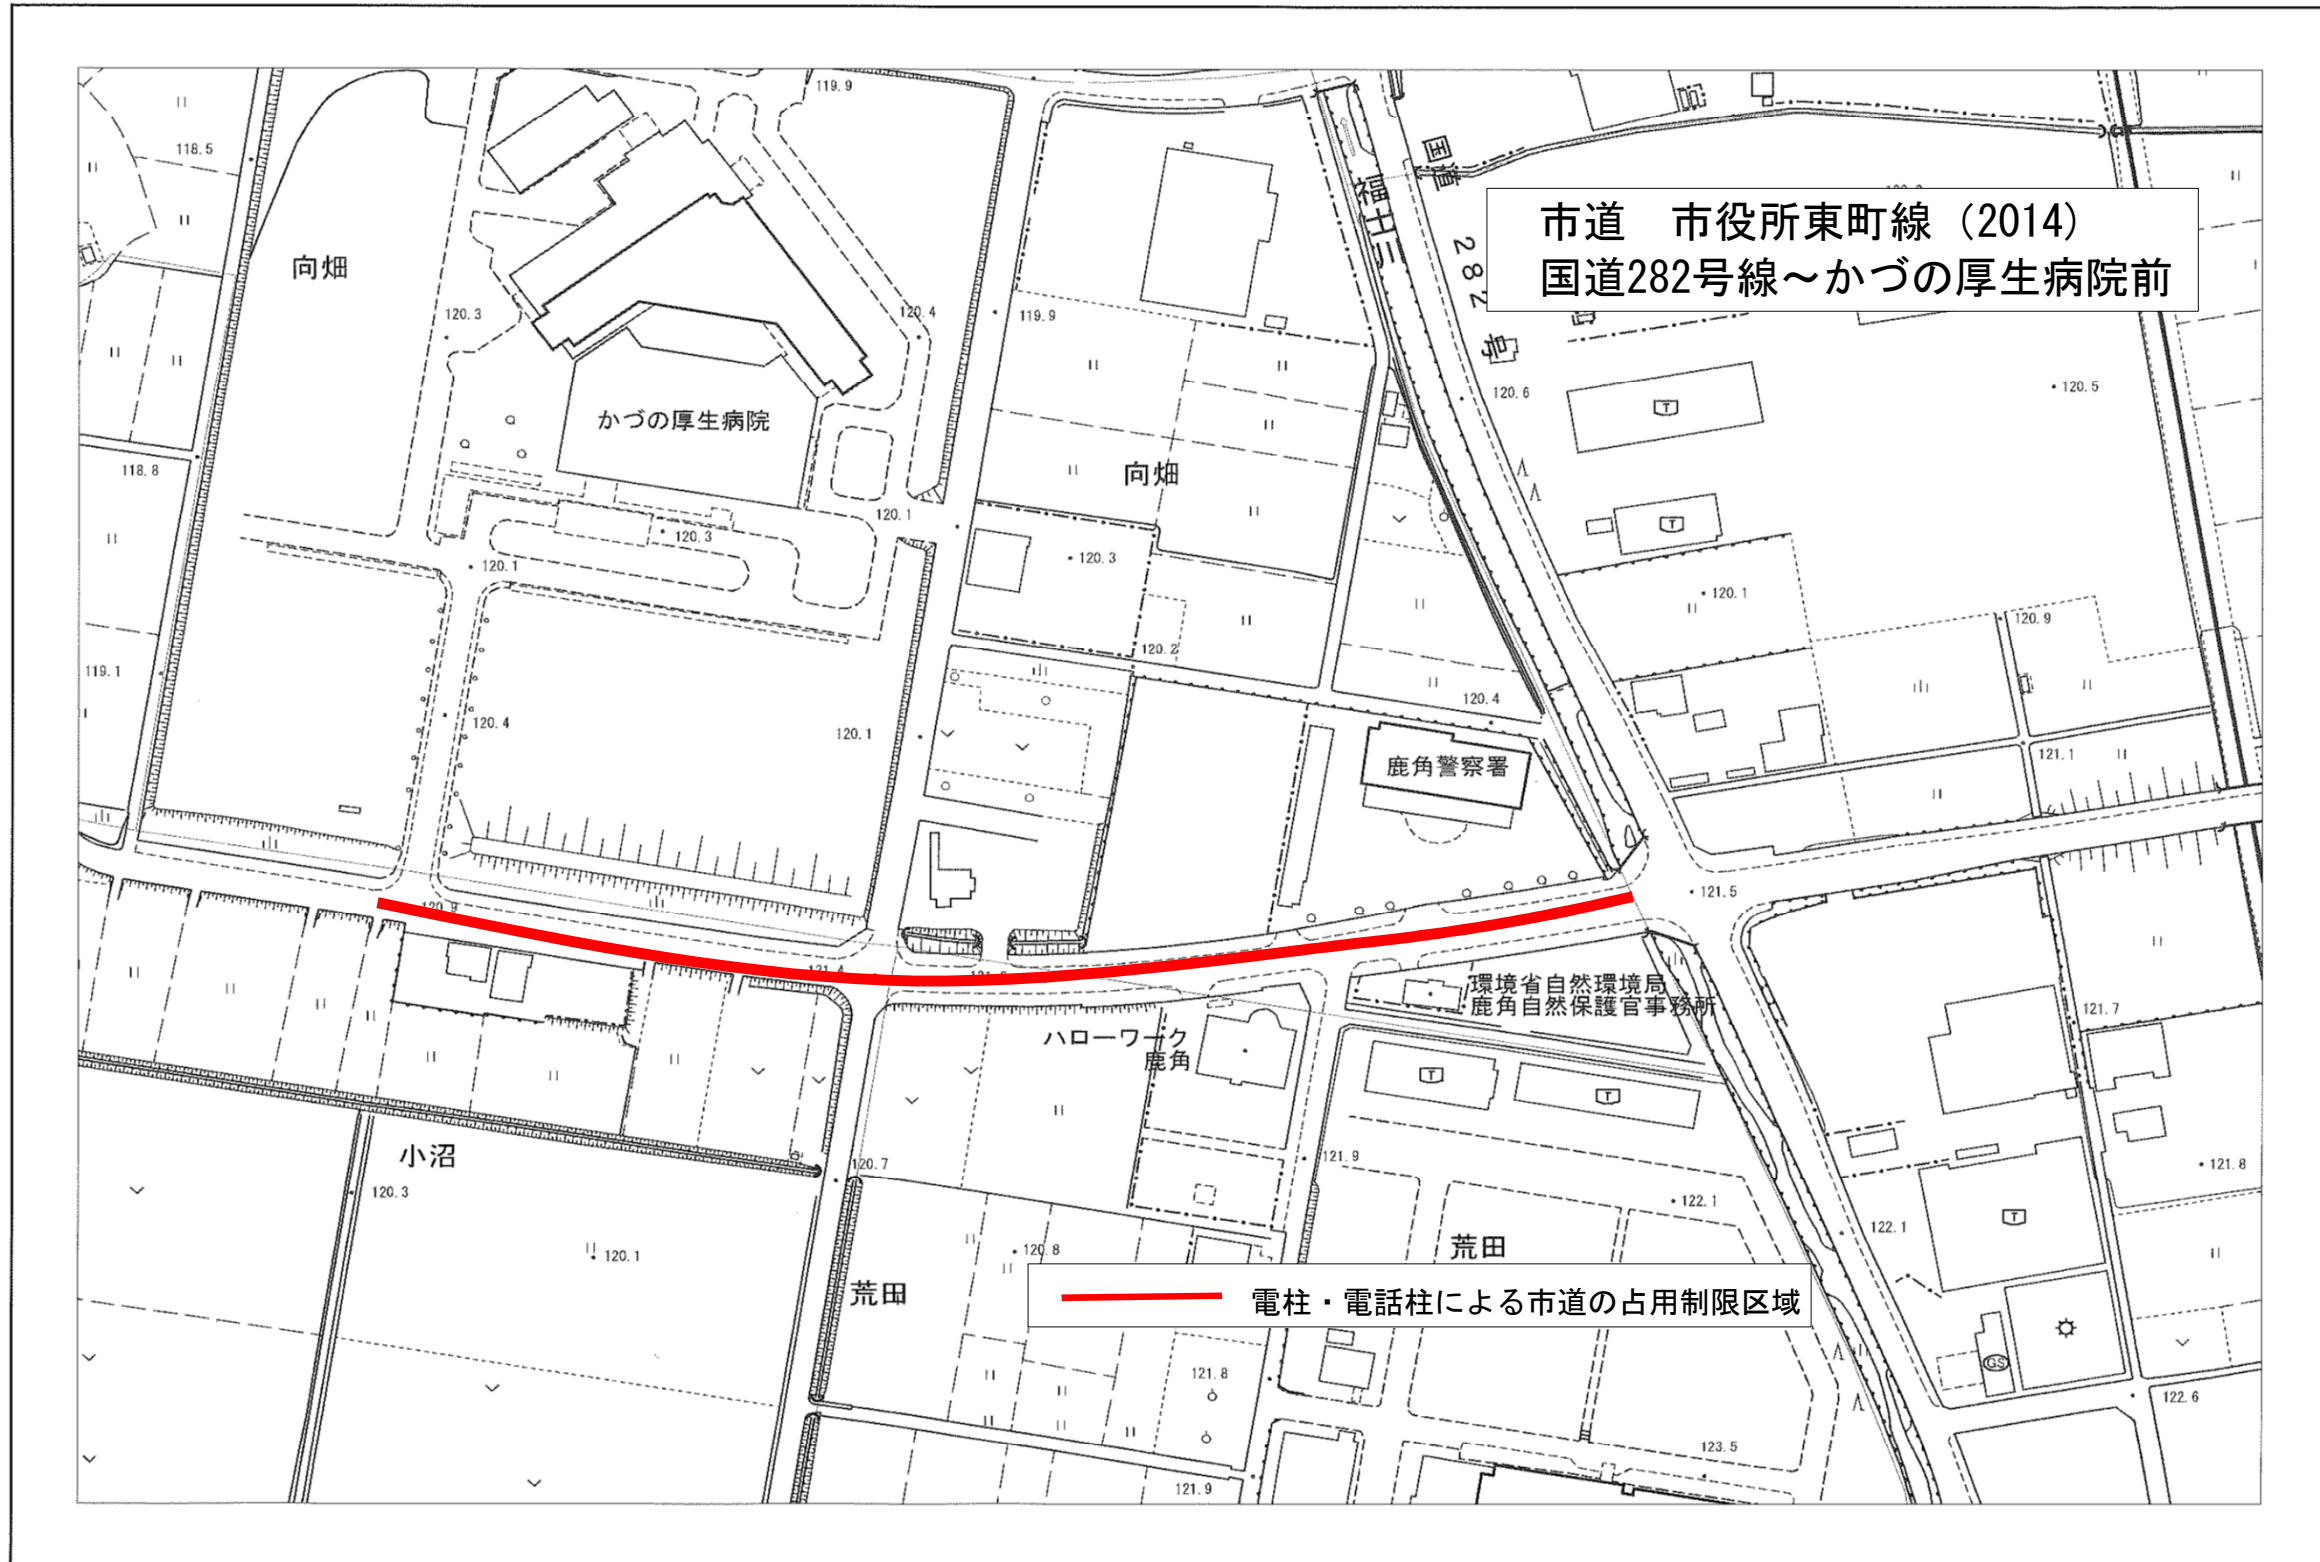 市道　市役所東町線（2014）
国道282号線～かづの厚生病院前
119.9
118.5
国道
282号
福士川
向畑
120.3
120.4
119.9
120.6
120.5
かづの厚生病院
118.8
向畑
120.1
120.3
120.3
120.1
120.1
120.9
119.1
120.2
120.4
120.4
120.1
121.1
鹿角警察署
120.9
121.5
121.4
環境省自然環境局
鹿角自然保護官事務所
121.7
ハローワーク
鹿角
小沼
120.7
121.9
120.3
122.1
121.8
122.1
120.1
120.8
荒田
荒田
電柱・電話柱による市道の占用制限区域
GS
121.8
122.6
123.5
121.9